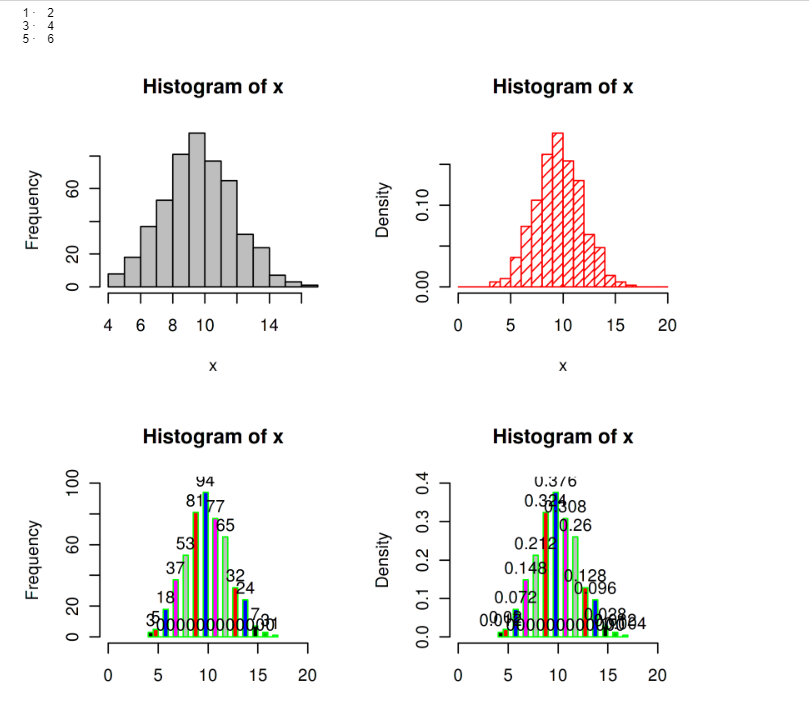 1 · 2
3 · 4
5 · 6
Histogram of x
Frequency
0 20 60
4 6 8 10 14
x
Histogram of x
Density
0.00 0.10
0 5 10 15 20
x
Histogram of x
Frequency
0 20 60 100
94
81 77
65
53
37 32
24
18
7
0 5 10 15 20
Histogram of x
Density
0.0 0.1 0.2 0.3 0.4
0.376
0.308
0.26
0.212
0.148 0.128
0.096
0.072
0.028
0 5 10 15 20